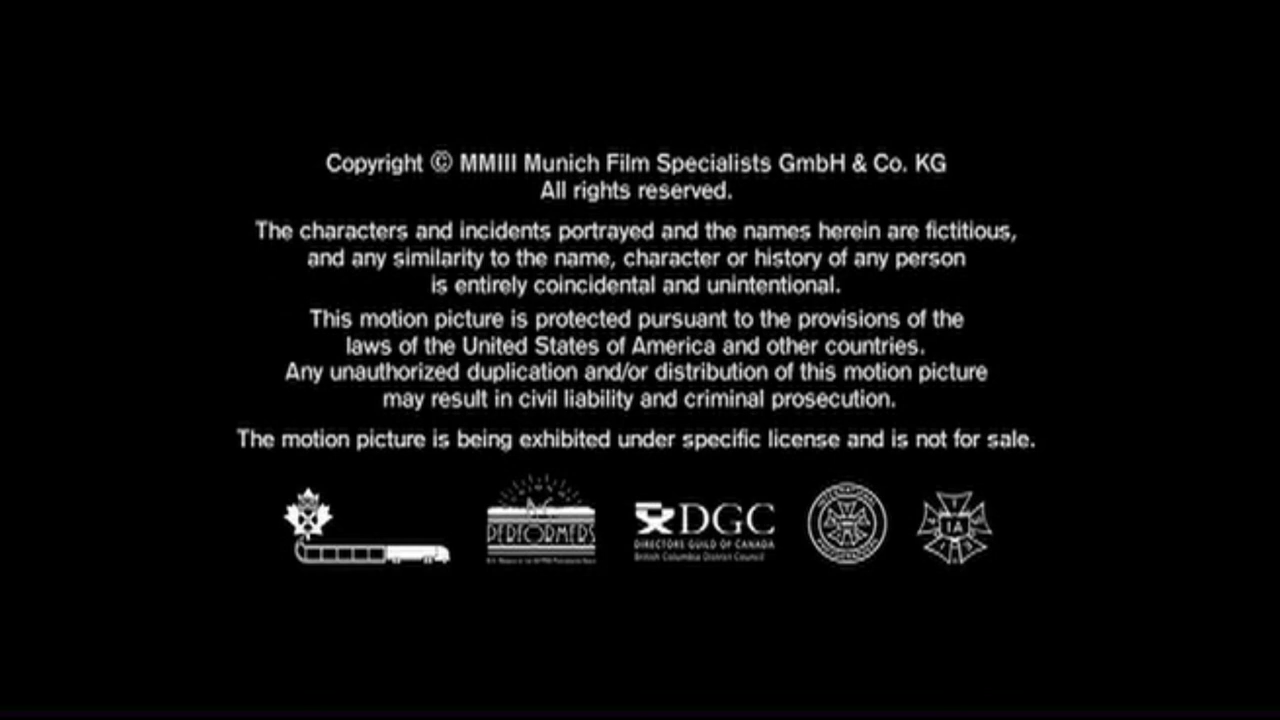 Copyright © MMIII Munich Film Specialists GmbH & Co. KG
All rights reserved.
The characters and incidents portrayed and the names herein are fictitious,
and any similarity to the name, character or history of any person
is entirely coincidental and unintentional.
This motion picture is protected pursuant to the provisions of the
laws of the United States of America and other countries.
Any unauthorized duplication and/or distribution of this motion picture
may result in civil liability and criminal prosecution.
The motion picture is being exhibited under specific license and is not for sale.
PERFORMERS
DGC
DIRECTORS GUILD OF CANADA
British Columbia District Council
INTERNATIONAL
IA